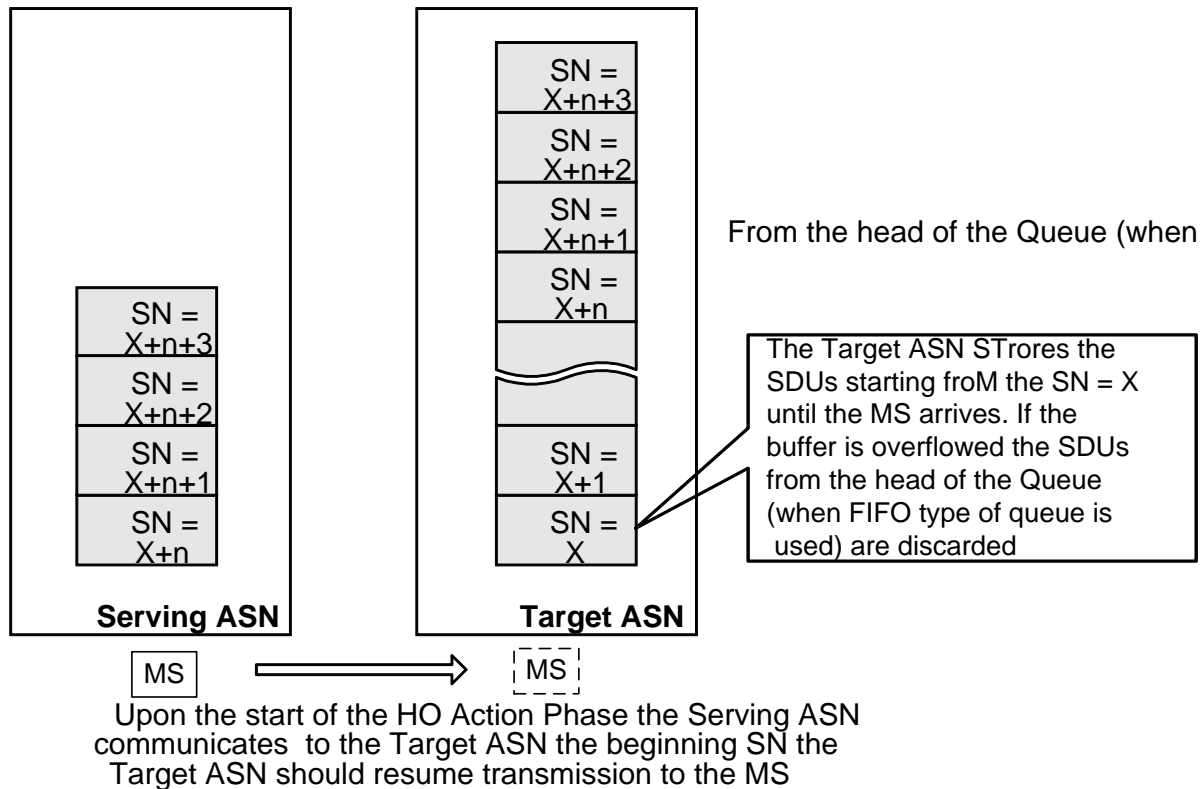 SN =
X+n+3
SN =
X+n+2
SN =
X+n+1
SN =
X+n
Serving ASN
SN =
X+n+3
SN =
X+n+2
SN =
X+n+1
SN =
X+n
SN =
X+1
SN =
X
Target ASN
From the head of the Queue (when
The Target ASN STrores the
SDUs starting froM the SN = X
until the MS arrives. If the
buffer is overflowed the SDUs
from the head of the Queue
(when FIFO type of queue is
used) are discarded
MS
MS
Upon the start of the HO Action Phase the Serving ASN
communicates to the Target ASN the beginning SN the
Target ASN should resume transmission to the MS